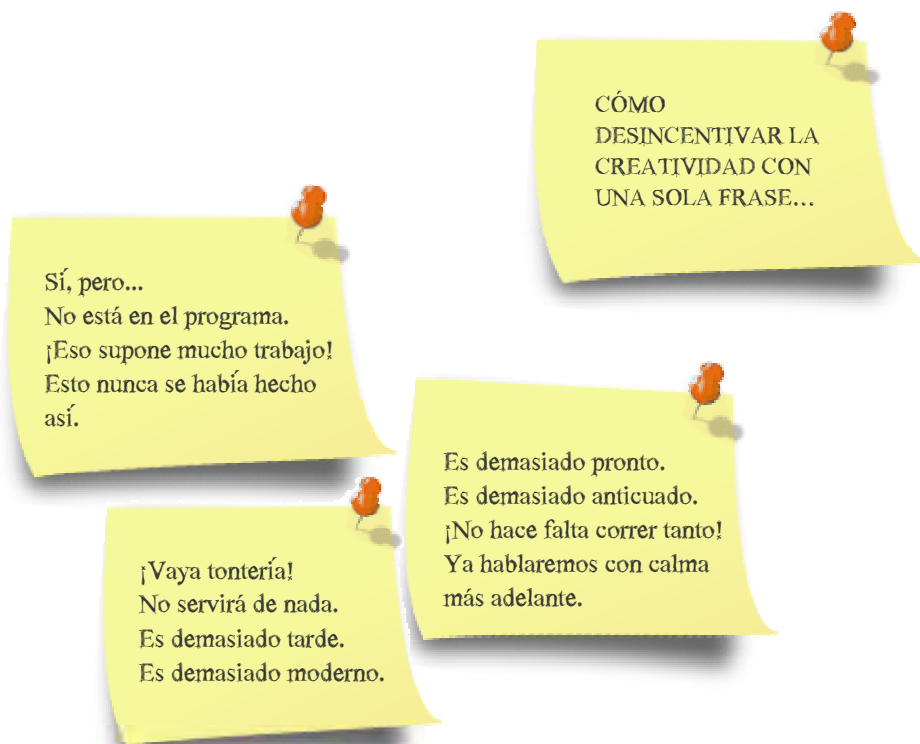 CÓMO
DESINCENTIVAR LA
CREATIVIDAD CON
UNA SOLA FRASE...
Sí, pero...
No está en el programa.
¡Eso supone mucho trabajo!
Esto nunca se había hecho
así.
Es demasiado pronto.
Es demasiado anticuado.
¡No hace falta correr tanto!
Ya hablaremos con calma
más adelante.
¡Vaya tontería!
No servirá de nada.
Es demasiado tarde.
Es demasiado moderno.